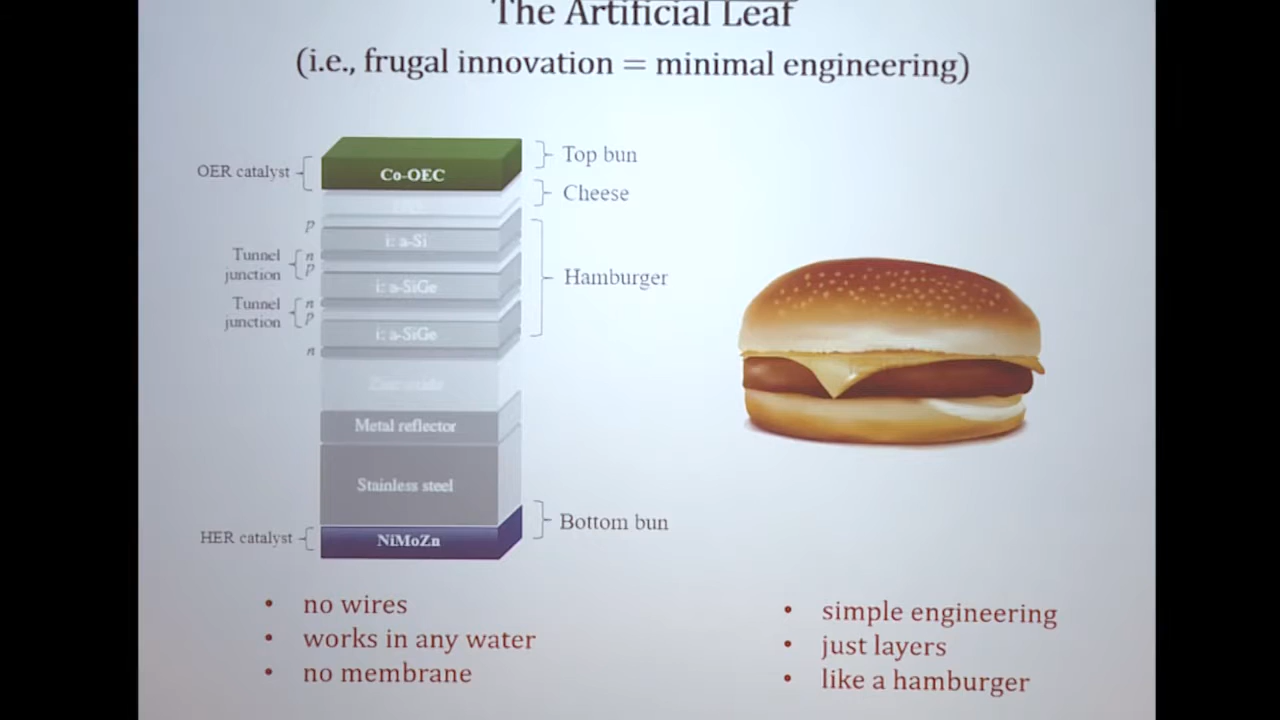 The Artificial Leaf
(i.e., frugal innovation = minimal engineering)
OER catalyst
Co-OEC
Top bun
Cheese
p
i: a-Si
Tunnel
junction
n
p
i: a-SiGe
Hamburger
Tunnel
junction
n
p
i: a-SiGe
n
Metal reflector
Stainless steel
HER catalyst
NiMoZn
Bottom bun
• no wires
• works in any water
• no membrane
• simple engineering
• just layers
• like a hamburger